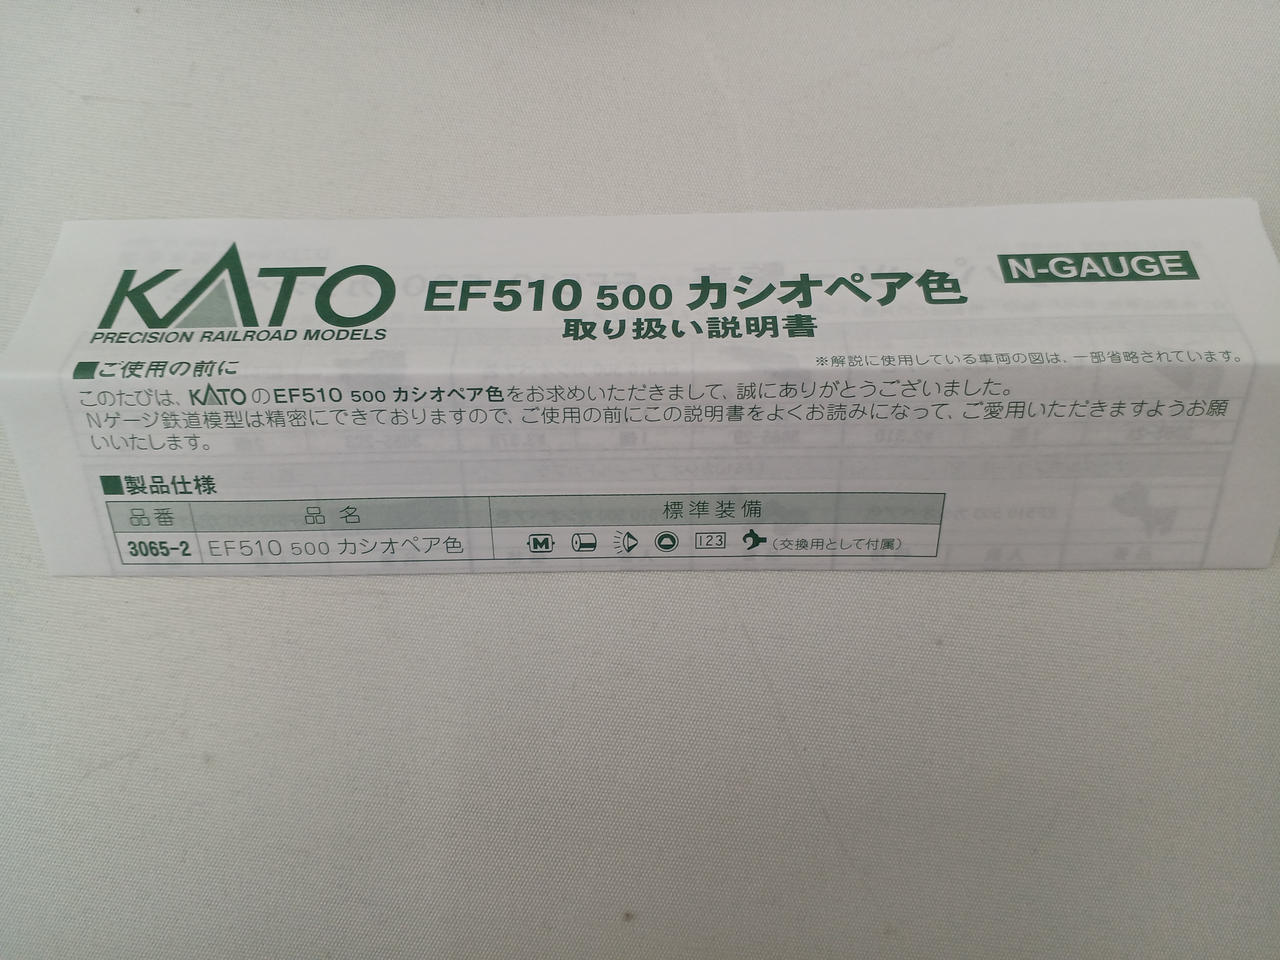 KATO
PRECISION RAILROAD MODELS
EF510 500 カシオペア色
取り扱い説明書
N-GAUGE
■ご使用の前に
※解説に使用している車両の図は、一部省略されています。
このたびは、KATOのEF510 500 カシオペア色をお求めいただきまして、誠にありがとうございました。
Nゲージ鉄道模型は精密にできておりますので、ご使用の前にこの説明書をよくお読みになって、ご愛用いただきますようお願
いいたします。
■製品仕様
品番 品名 標準装備
3065-2 EF510 500 カシオペア色 M 123 (交換用として付属)